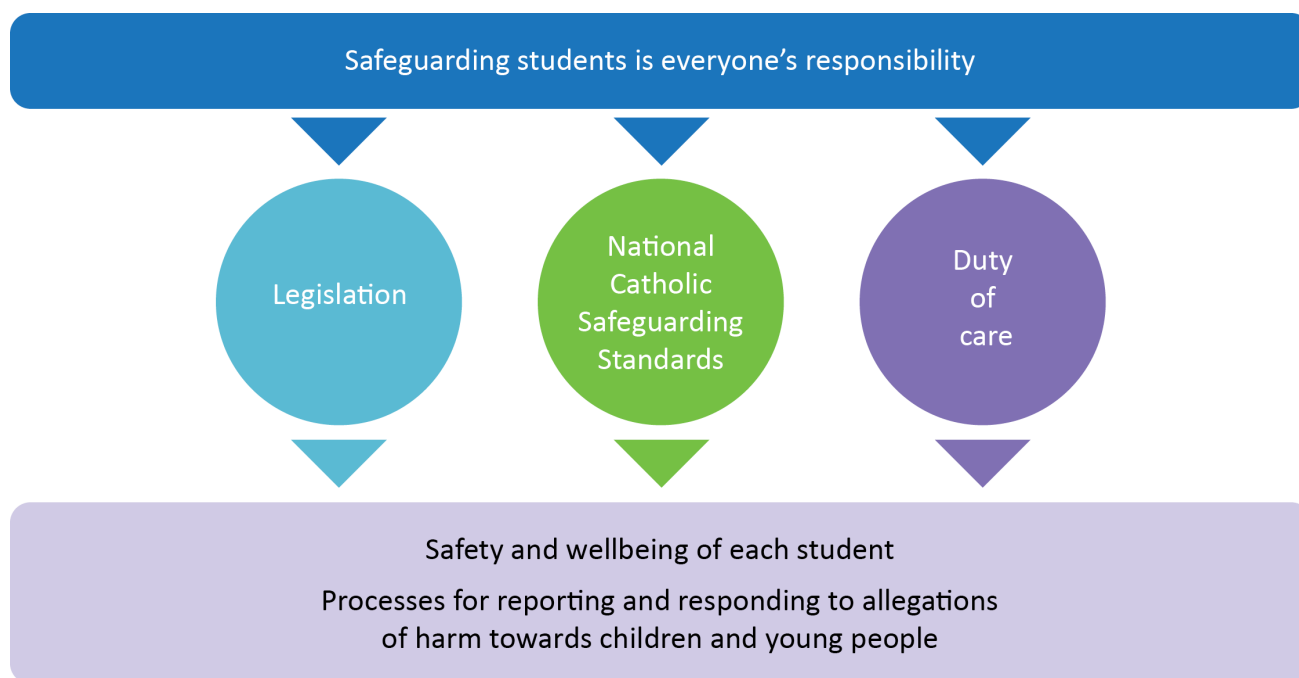 Safeguarding students is everyone’s responsibility
Legislation
National
Catholic
Safeguarding
Standards
Duty
of
care
Safety and wellbeing of each student
Processes for reporting and responding to allegations
of harm towards children and young people